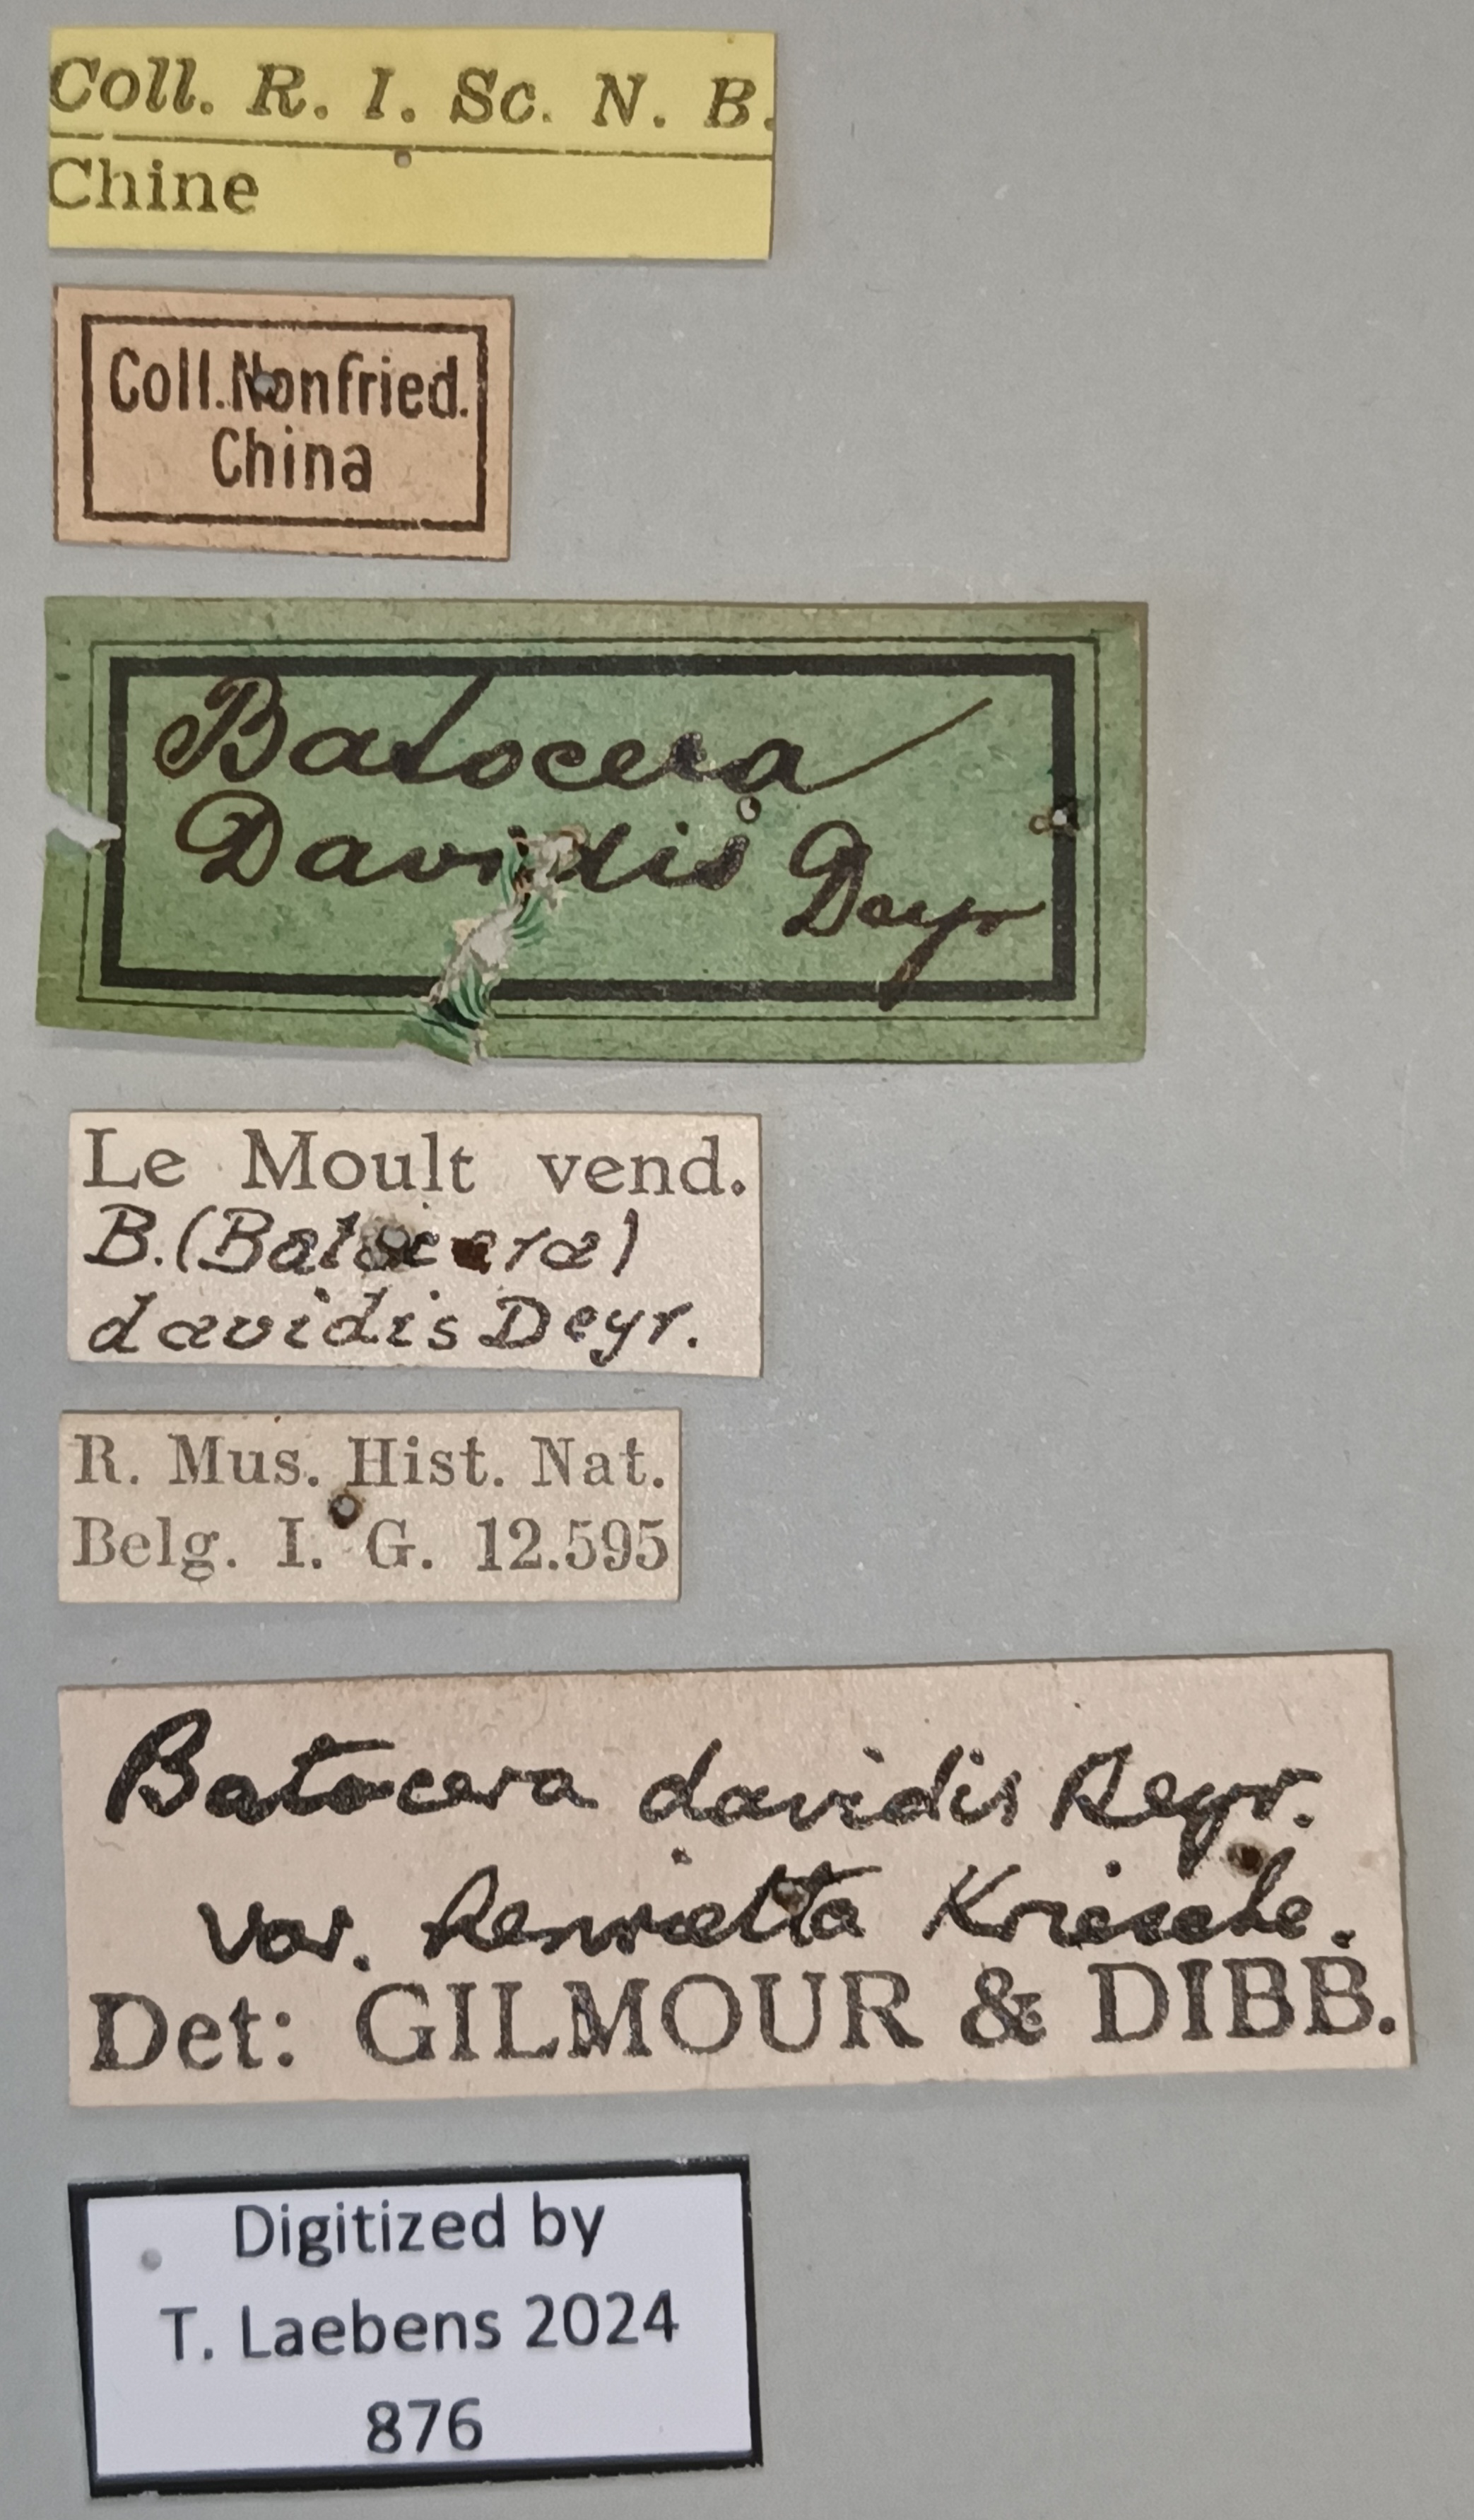 Coll. R. I. Sc. N. B.
Chine
Coll. Nonfried.
China
Batocera
Davidis Deyr
Le Moult vend.
B. (Batocera)
davidis Deyr.
R. Mus. Hist. Nat.
Belg. I. G. 12.595
Batocera davidis Deyr.
var. henrietta Kriesche.
Det: GILMOUR & DIBB.
Digitized by
T. Laebens 2024
876